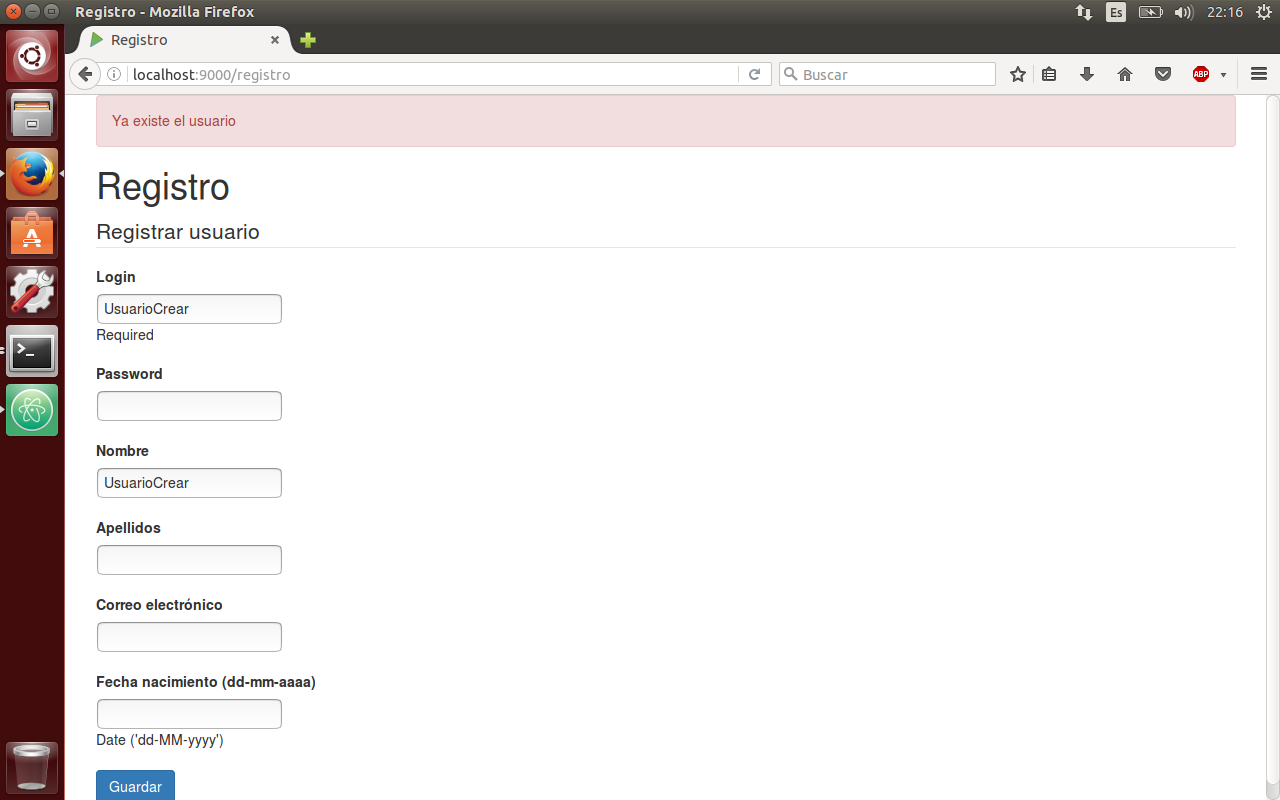 Registro - Mozilla Firefox
Es
22:16
Registro
localhost:9000/registro
Buscar
ABP
Ya existe el usuario
Registro
Registrar usuario
Login
UsuarioCrear
Required
Password
Nombre
UsuarioCrear
Apellidos
Correo electrónico
Fecha nacimiento (dd-mm-aaaa)
Date ('dd-MM-yyyy')
Guardar